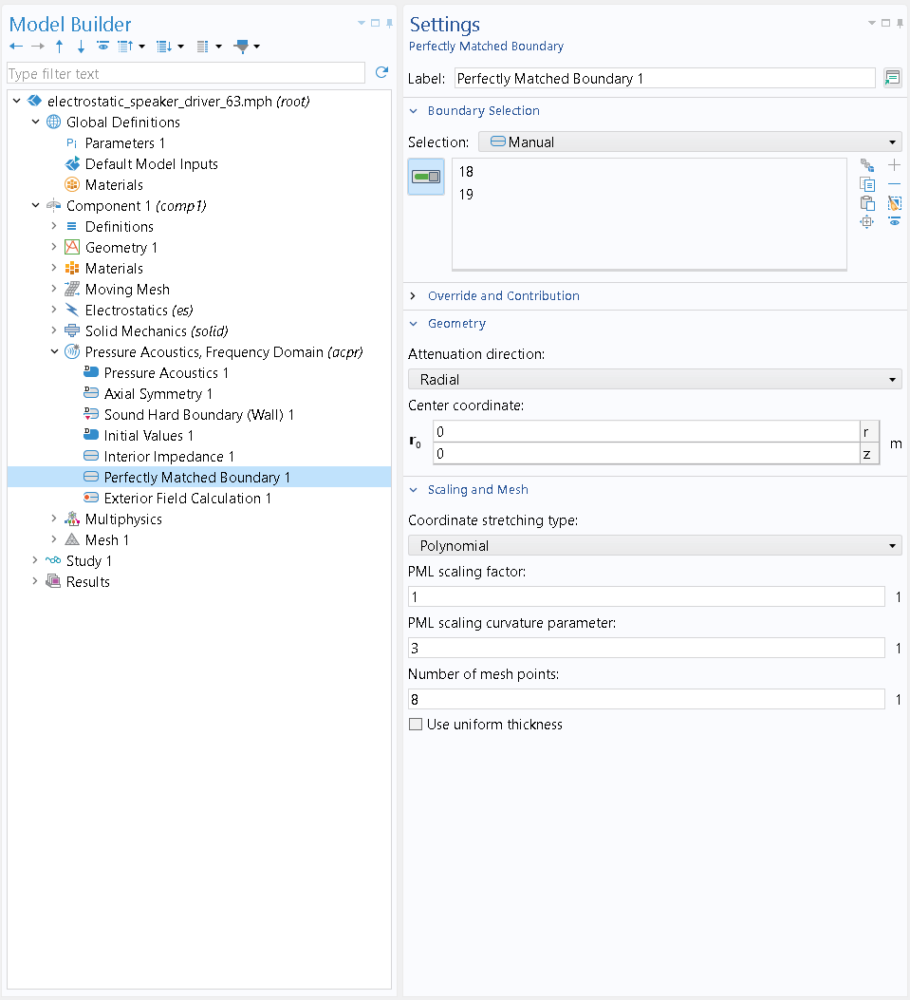 Model Builder
Type filter text
electrostatic_speaker_driver_63.mph (root)
Global Definitions
Pi Parameters 1
Default Model Inputs
Materials
Component 1 (comp1)
Definitions
Geometry 1
Materials
Moving Mesh
Electrostatics (es)
Solid Mechanics (solid)
Pressure Acoustics, Frequency Domain (acpr)
D Pressure Acoustics 1
D Axial Symmetry 1
D Sound Hard Boundary (Wall) 1
D Initial Values 1
Interior Impedance 1
Perfectly Matched Boundary 1
Exterior Field Calculation 1
Multiphysics
Mesh 1
Study 1
Results
Settings
Perfectly Matched Boundary
Label: Perfectly Matched Boundary 1
Boundary Selection
Selection: Manual
18
19
Override and Contribution
Geometry
Attenuation direction:
Radial
Center coordinate:
r0
0 r
0 z
m
Scaling and Mesh
Coordinate stretching type:
Polynomial
PML scaling factor:
1 1
PML scaling curvature parameter:
3 1
Number of mesh points:
8 1
Use uniform thickness